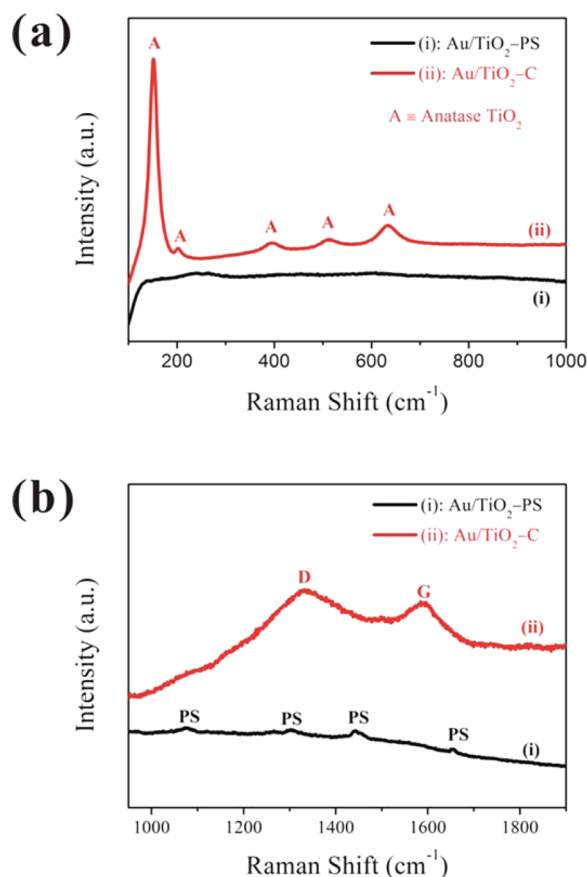 (a)
(i): Au/TiO₂–PS
(ii): Au/TiO₂–C
A ≡ Anatase TiO₂
A
A
A
A
A
(ii)
(i)
Intensity (a.u.)
200 400 600 800 1000
Raman Shift (cm⁻¹)
(b)
(i): Au/TiO₂–PS
(ii): Au/TiO₂–C
D
G
(ii)
PS PS PS PS
(i)
Intensity (a.u.)
1000 1200 1400 1600 1800
Raman Shift (cm⁻¹)